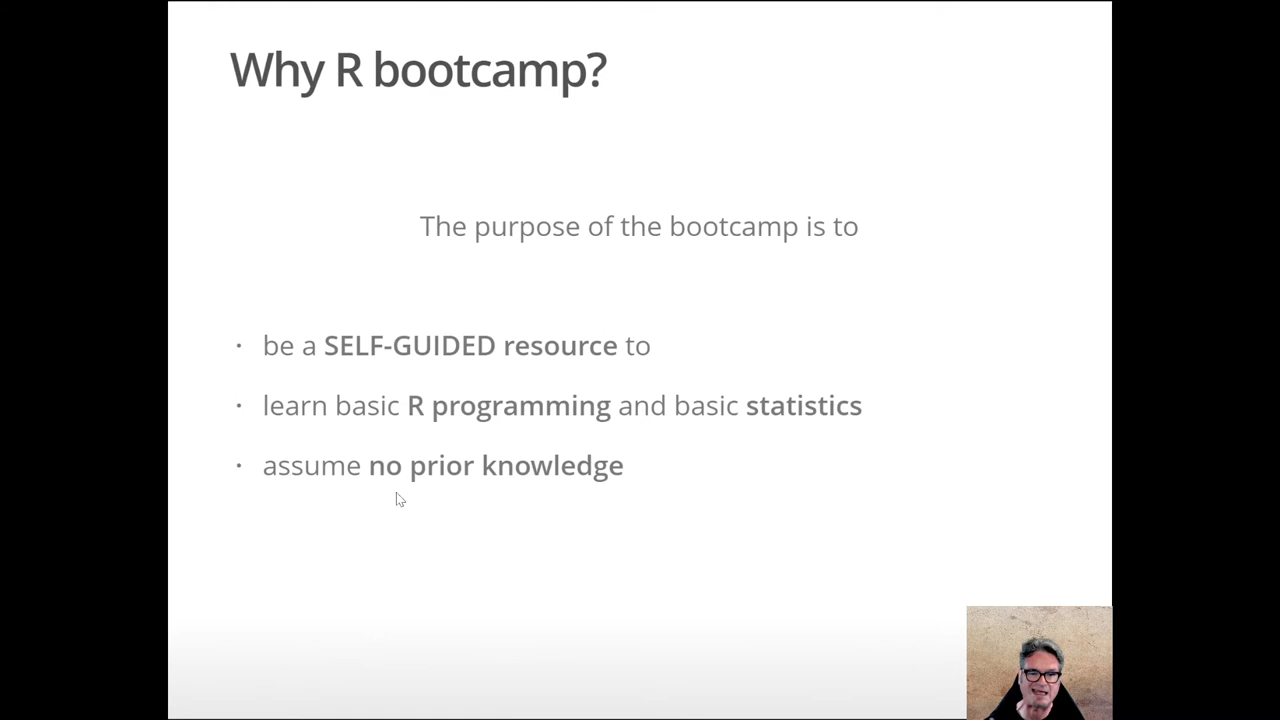 Why R bootcamp?
The purpose of the bootcamp is to
· be a SELF-GUIDED resource to
· learn basic R programming and basic statistics
· assume no prior knowledge